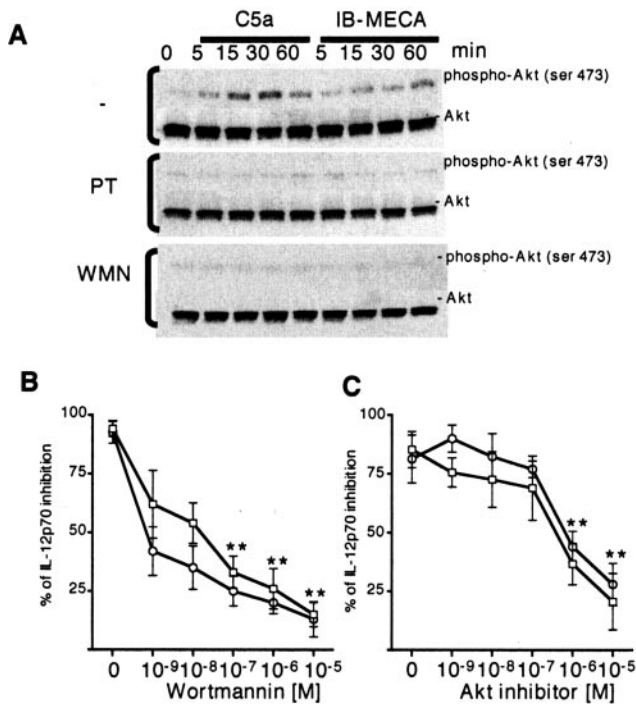 A
C5a IB-MECA
0 5 15 30 60 5 15 30 60 min
- phospho-Akt (ser 473)
- Akt
PT phospho-Akt (ser 473)
- Akt
WMN - phospho-Akt (ser 473)
- Akt
B
% of IL-12p70 inhibition
100
75
50
25
** ** **
0 10-9 10-8 10-7 10-6 10-5
Wortmannin [M]
C
% of IL-12p70 inhibition
100
75
50
25
** **
0 10-9 10-8 10-7 10-6 10-5
Akt inhibitor [M]